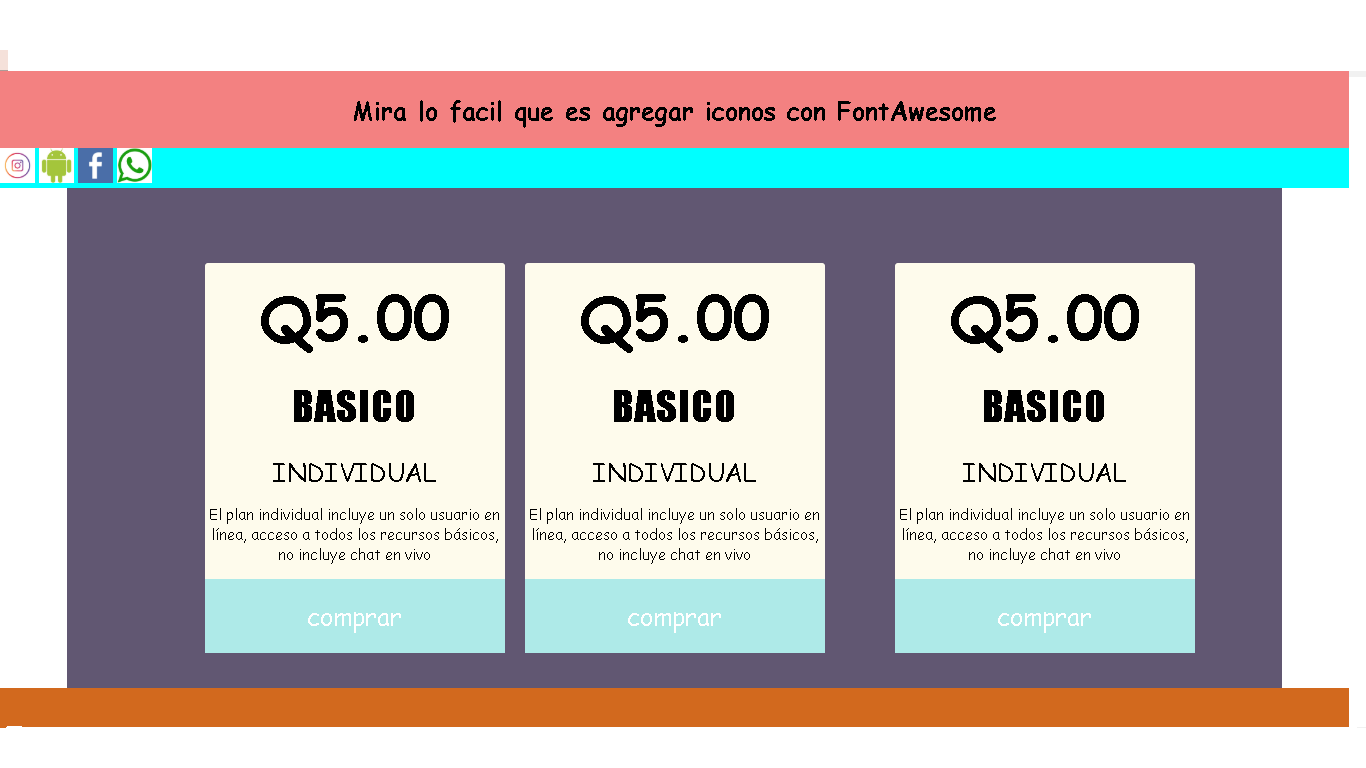 Mira lo facil que es agregar iconos con FontAwesome
Q5.00
BASICO
INDIVIDUAL
El plan individual incluye un solo usuario en
línea, acceso a todos los recursos básicos,
no incluye chat en vivo
comprar
Q5.00
BASICO
INDIVIDUAL
El plan individual incluye un solo usuario en
línea, acceso a todos los recursos básicos,
no incluye chat en vivo
comprar
Q5.00
BASICO
INDIVIDUAL
El plan individual incluye un solo usuario en
línea, acceso a todos los recursos básicos,
no incluye chat en vivo
comprar